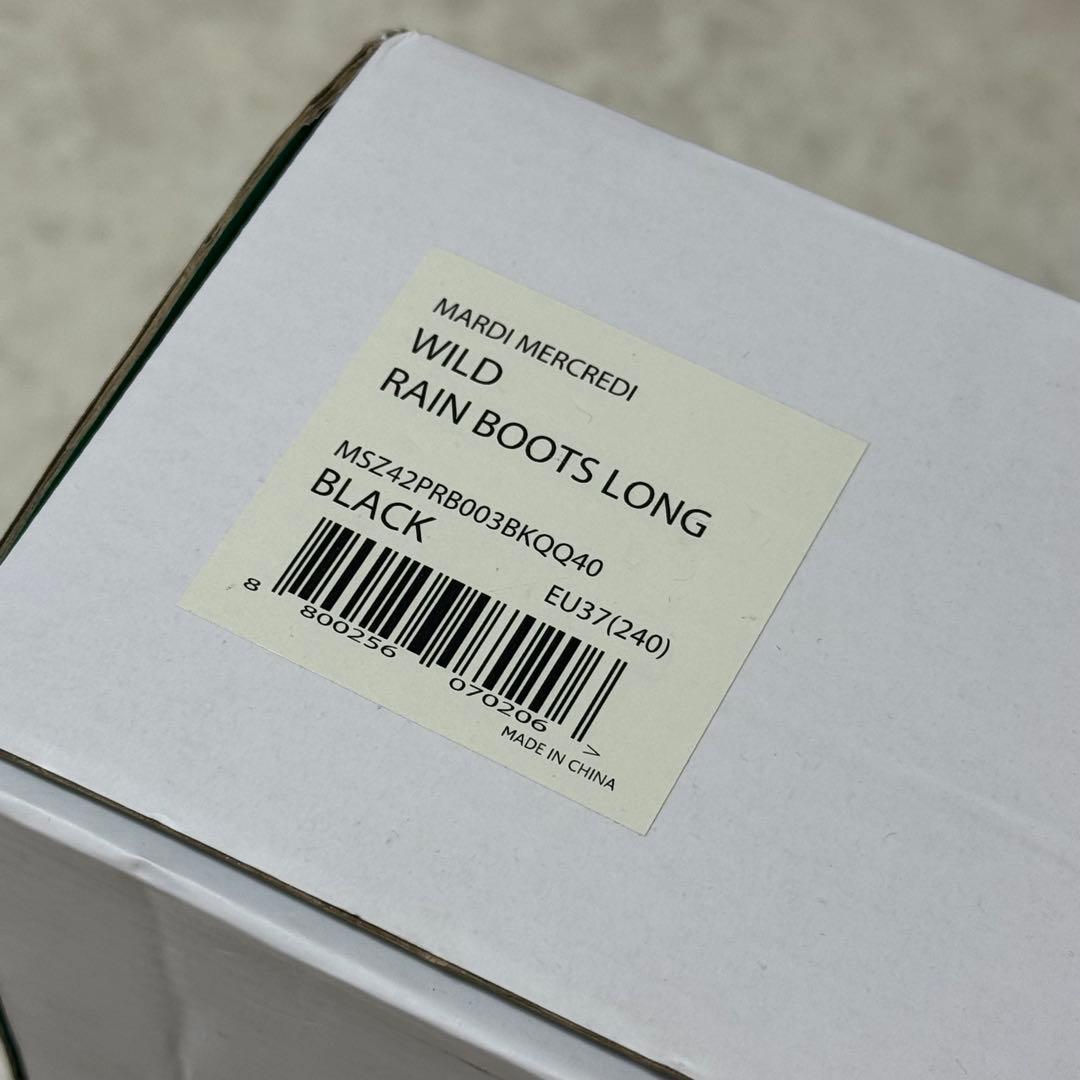 MARDI MERCREDI
WILD
RAIN BOOTS LONG
MSZ42PRB003BKQQ40
BLACK
EU37(240)
8 800256 070206 >
MADE IN CHINA